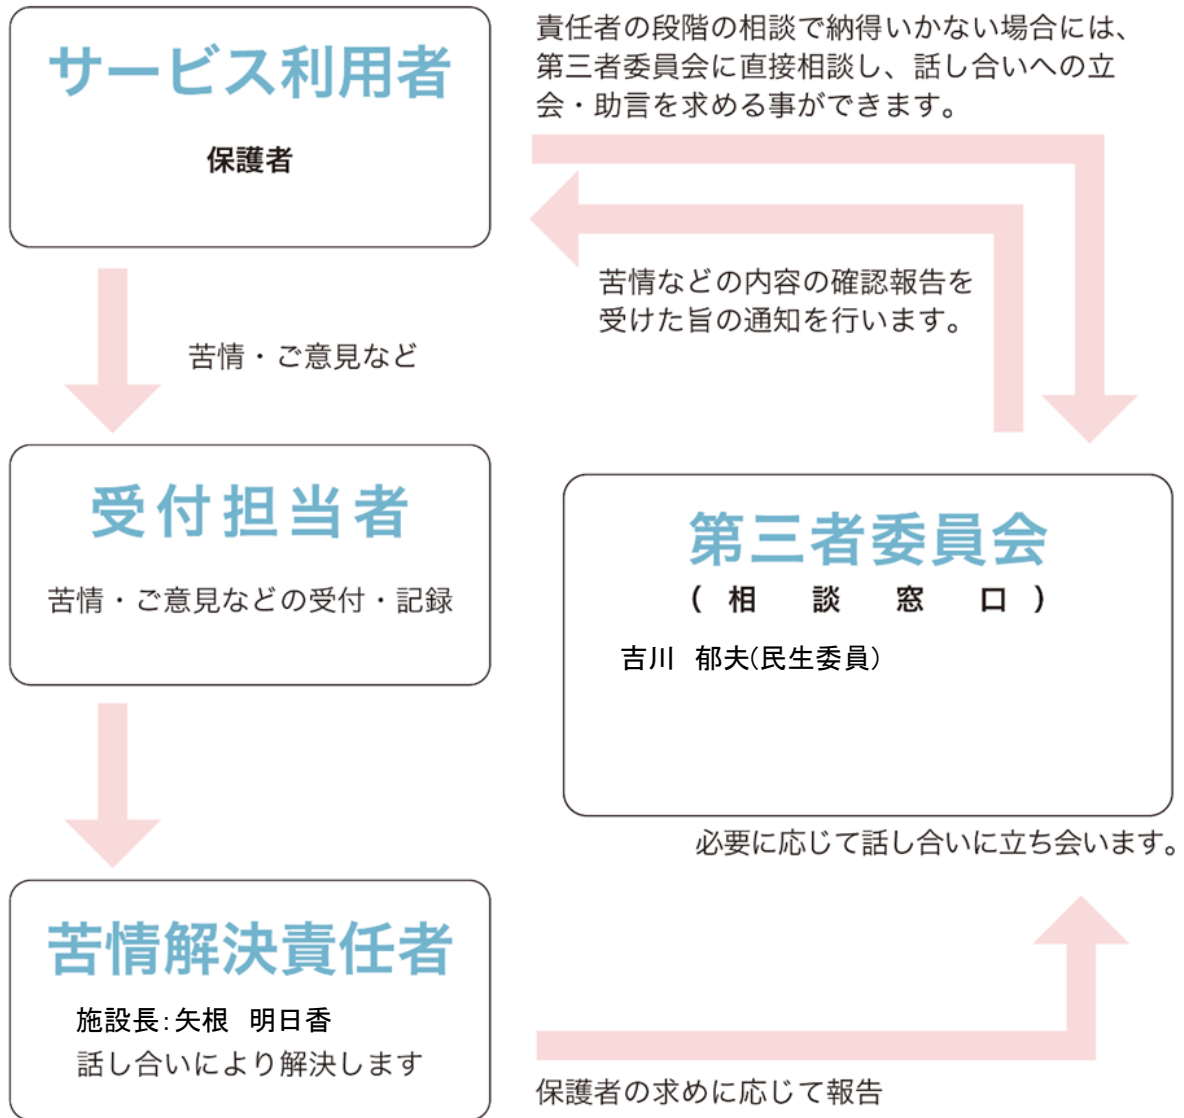 サービス利用者
保護者
責任者の段階の相談で納得いかない場合には、
第三者委員会に直接相談し、話し合いへの立
会・助言を求める事ができます。
苦情などの内容の確認報告を
受けた旨の通知を行います。
苦情・ご意見など
受付担当者
苦情・ご意見などの受付・記録
第三者委員会
(相談窓口)
吉川 郁夫(民生委員)
必要に応じて話し合いに立ち会います。
苦情解決責任者
施設長:矢根 明日香
話し合いにより解決します
保護者の求めに応じて報告